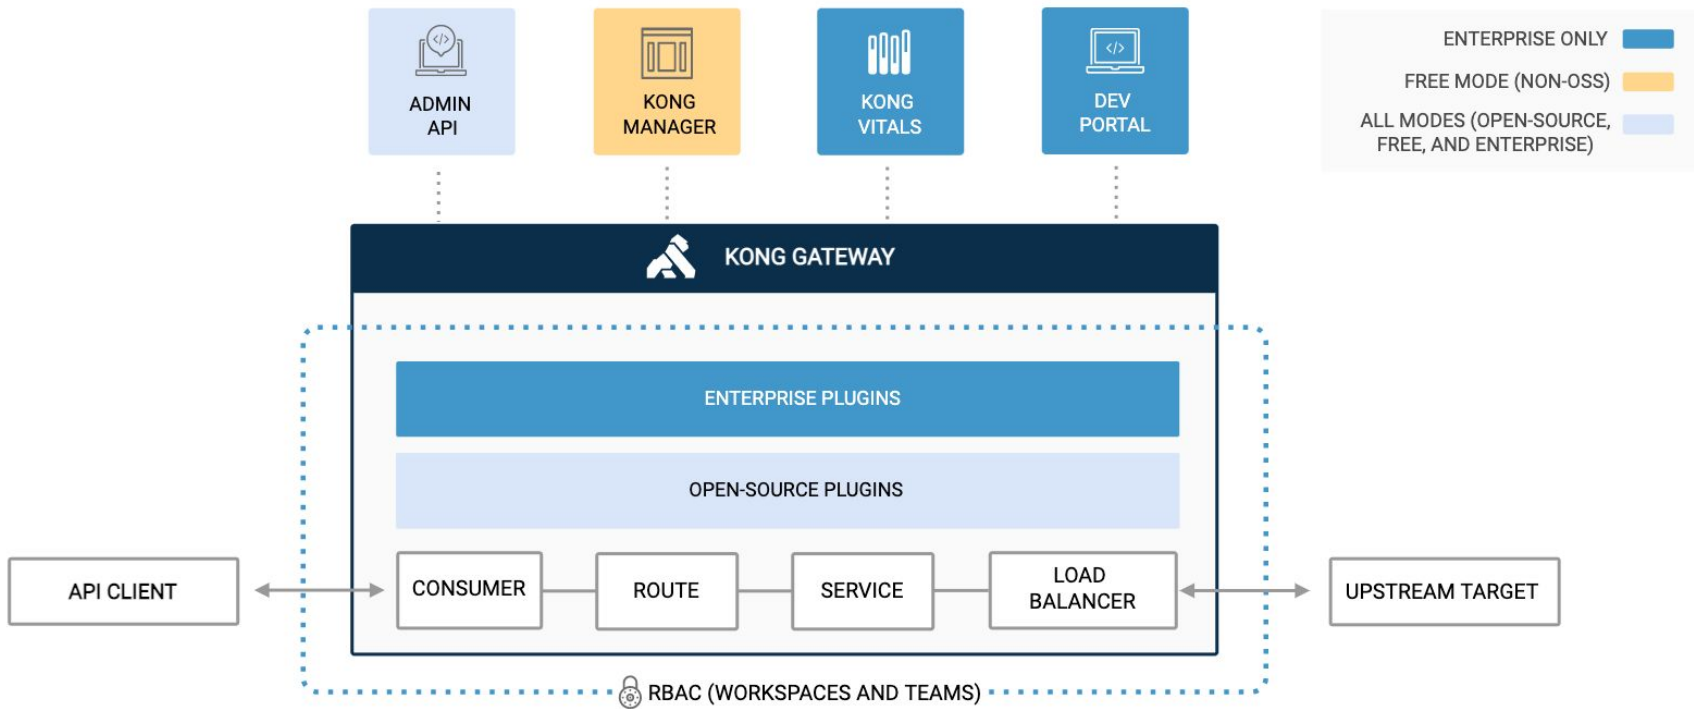 ADMIN
API
KONG
MANAGER
KONG
VITALS
DEV
PORTAL
ENTERPRISE ONLY
FREE MODE (NON-OSS)
ALL MODES (OPEN-SOURCE,
FREE, AND ENTERPRISE)
KONG GATEWAY
ENTERPRISE PLUGINS
OPEN-SOURCE PLUGINS
API CLIENT
CONSUMER
ROUTE
SERVICE
LOAD
BALANCER
UPSTREAM TARGET
RBAC (WORKSPACES AND TEAMS)